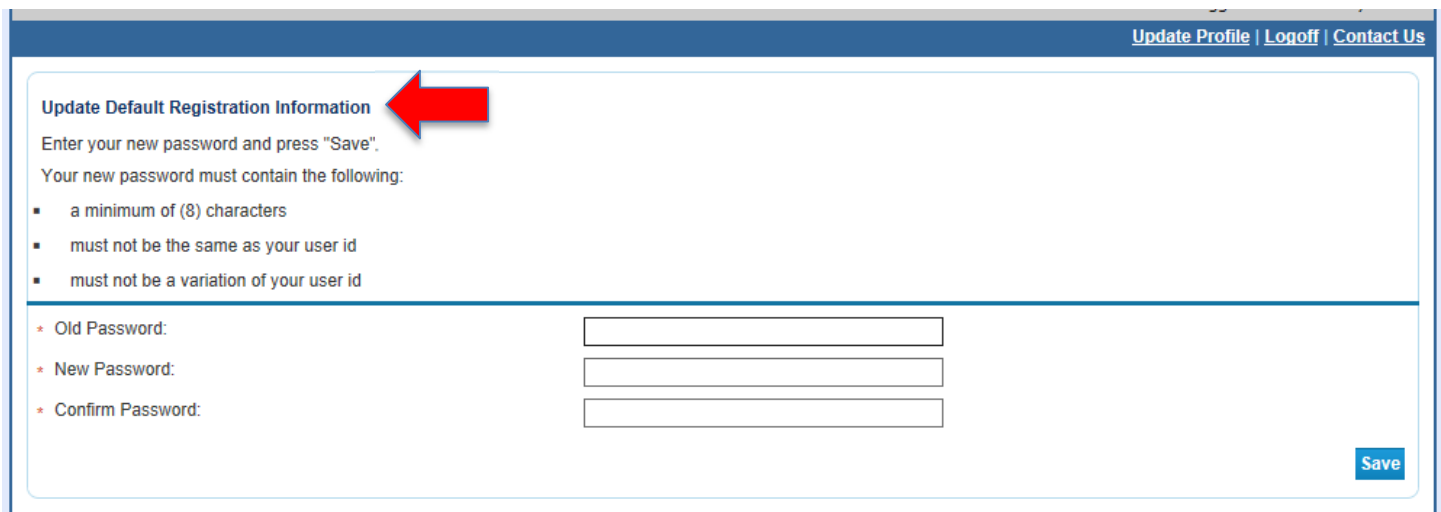 Update Profile | Logoff | Contact Us
Update Default Registration Information
Enter your new password and press "Save".
Your new password must contain the following:
▪ a minimum of (8) characters
▪ must not be the same as your user id
▪ must not be a variation of your user id
* Old Password:
* New Password:
* Confirm Password:
Save